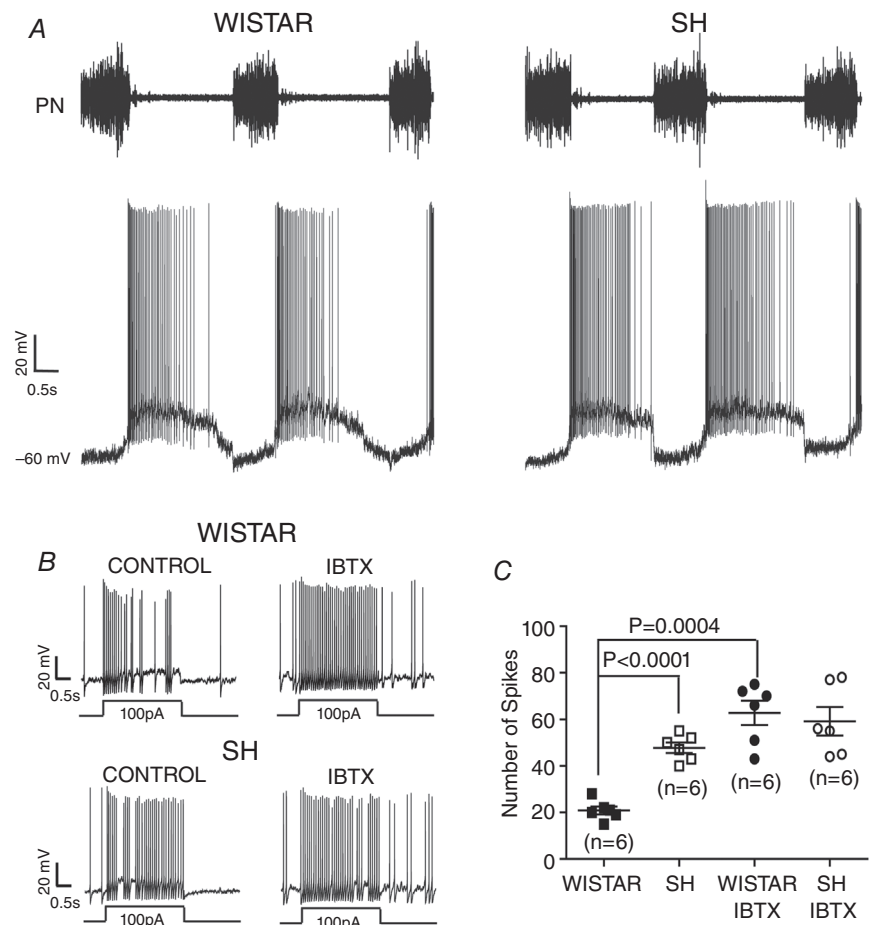 A
WISTAR
SH
PN
20 mV
0.5s
–60 mV
WISTAR
B
CONTROL
IBTX
20 mV
0.5s
100pA
100pA
SH
CONTROL
IBTX
20 mV
0.5s
100pA
100pA
C
Number of Spikes
100
80
60
40
20
0
P=0.0004
P<0.0001
(n=6)
(n=6)
(n=6)
(n=6)
WISTAR
SH
WISTAR
IBTX
SH
IBTX